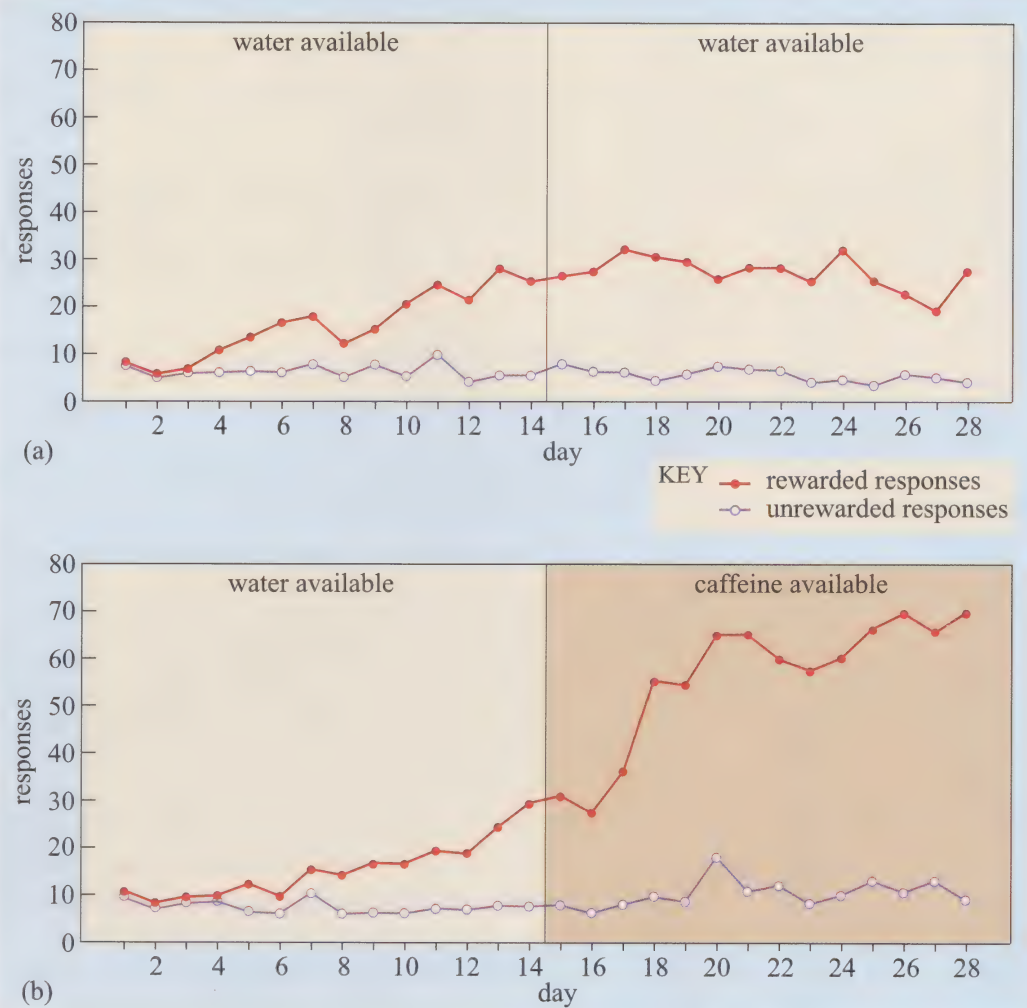 80
water available
water available
70
60
50
40
30
20
10
0
responses
2 4 6 8 10 12 14 16 18 20 22 24 26 28
(a)
day
KEY
rewarded responses
unrewarded responses
80
water available
caffeine available
70
60
50
40
30
20
10
0
responses
2 4 6 8 10 12 14 16 18 20 22 24 26 28
(b)
day